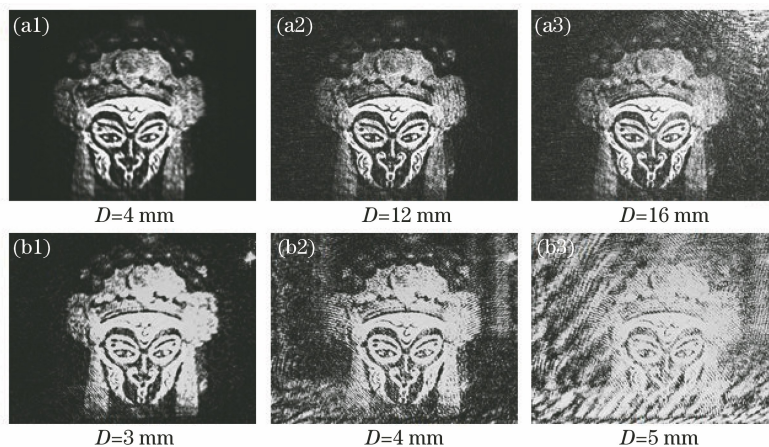 (a1) (a2) (a3)
D=4 mm D=12 mm D=16 mm
(b1) (b2) (b3)
D=3 mm D=4 mm D=5 mm